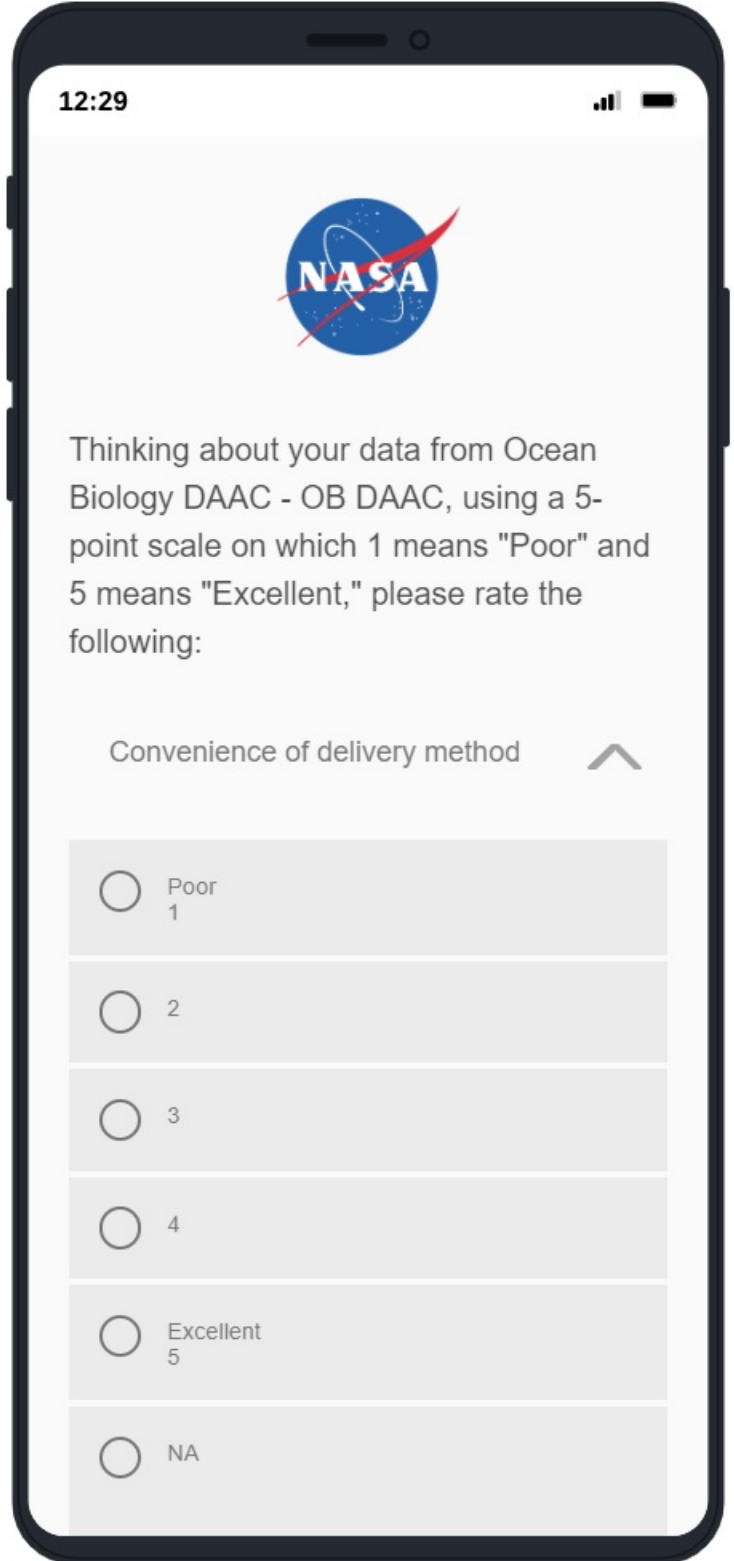 12:29
NASA
Thinking about your data from Ocean
Biology DAAC - OB DAAC, using a 5-
point scale on which 1 means "Poor" and
5 means "Excellent," please rate the
following:
Convenience of delivery method
Poor
1
2
3
4
Excellent
5
NA